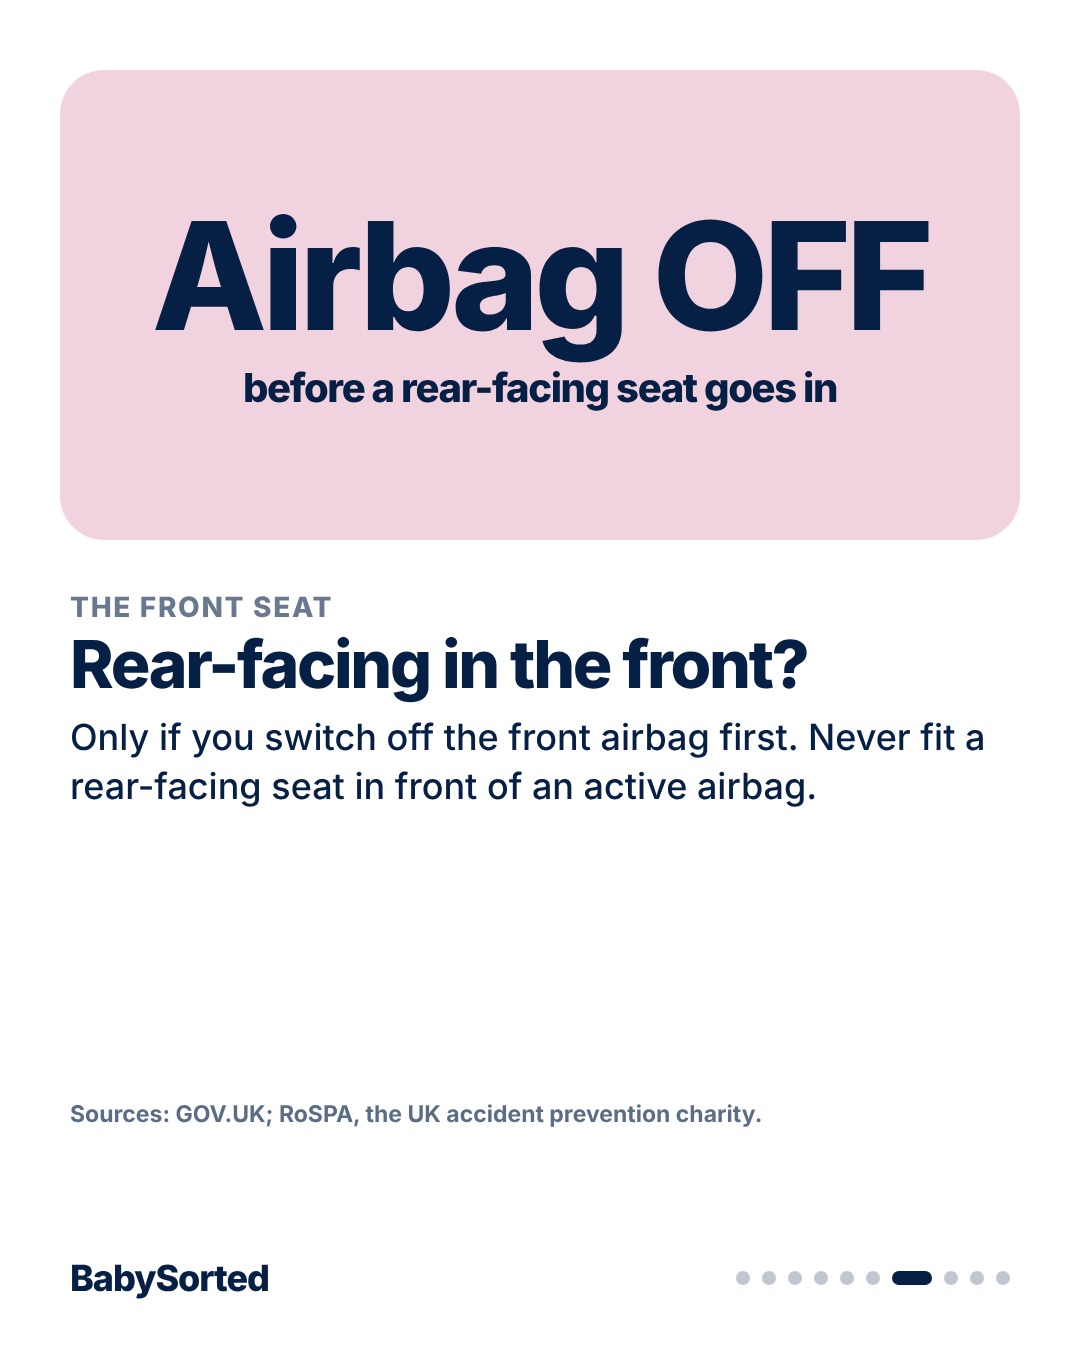 Airbag OFF
before a rear-facing seat goes in
THE FRONT SEAT
Rear-facing in the front?
Only if you switch off the front airbag first. Never fit a
rear-facing seat in front of an active airbag.
Sources: GOV.UK; RoSPA, the UK accident prevention charity.
BabySorted